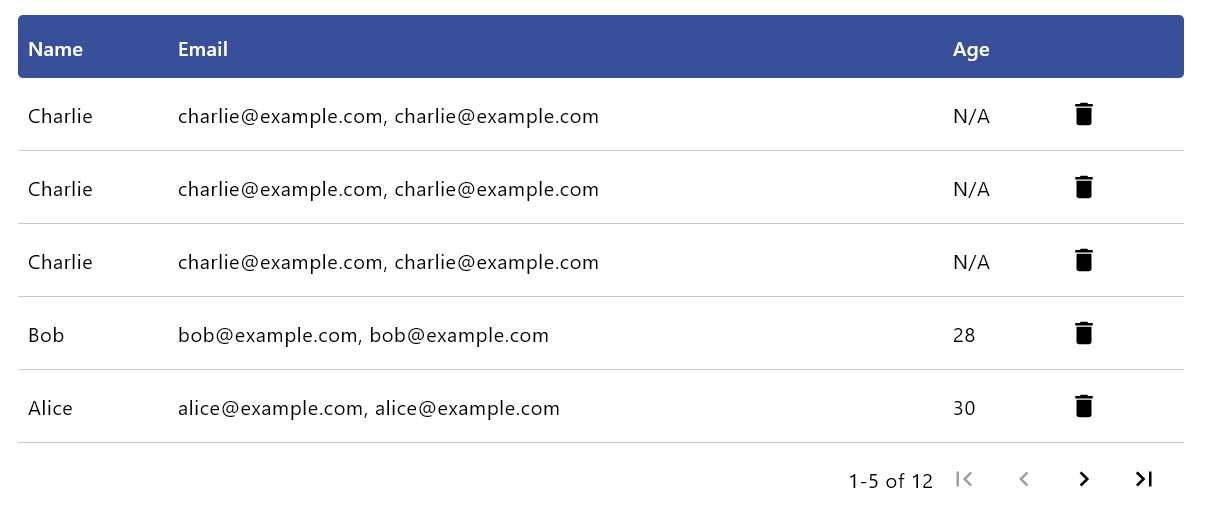 Name Email Age
Charlie charlie@example.com, charlie@example.com N/A
Charlie charlie@example.com, charlie@example.com N/A
Charlie charlie@example.com, charlie@example.com N/A
Bob bob@example.com, bob@example.com 28
Alice alice@example.com, alice@example.com 30
1-5 of 12